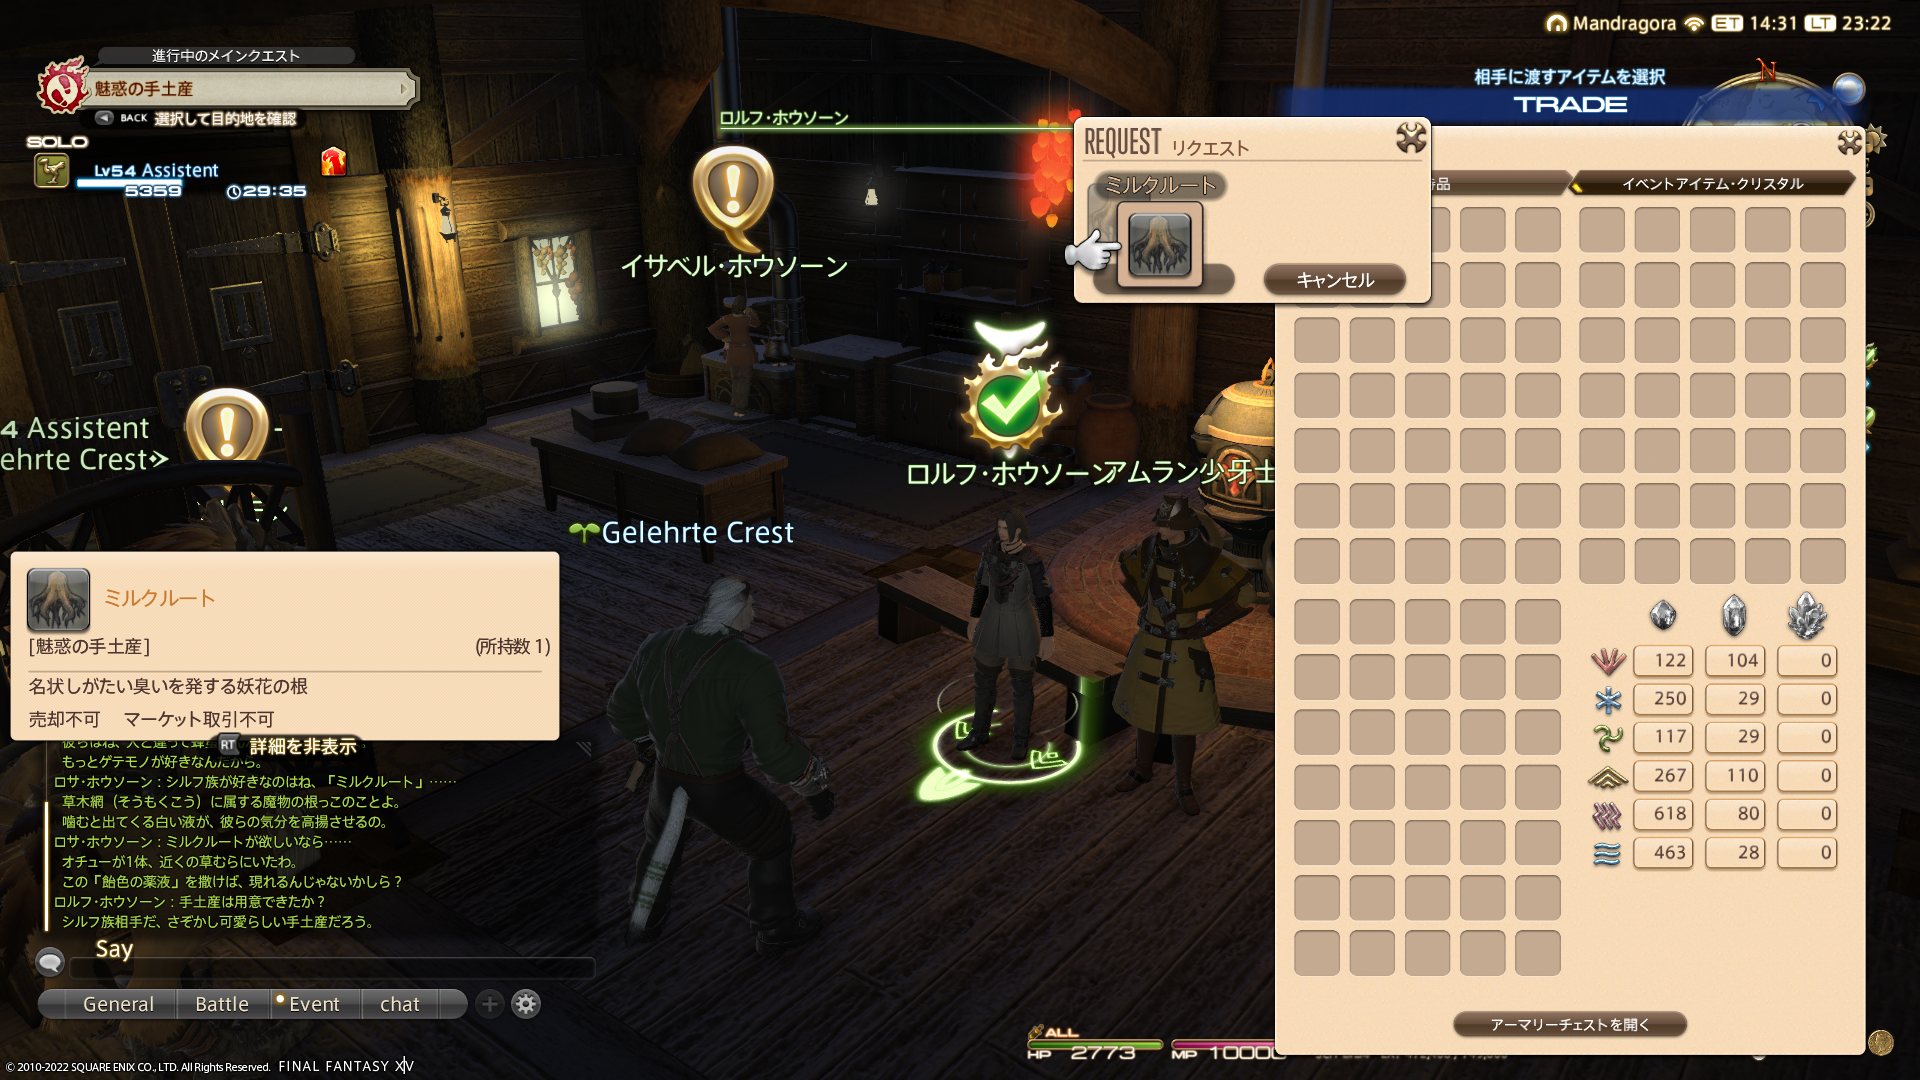 進行中のメインクエスト
魅惑の手土産
BACK 選択して目的地を確認
SOLO
Lv54 Assistent
5359
29:35
Mandragora ET 14:31 LT 23:22
相手に渡すアイテムを選択
TRADE
N
ロルフ・ホウソーン
REQUEST リクエスト
ミルクルート
キャンセル
イベントアイテム・クリスタル
イサベル・ホウソーン
4 Assistent
ehrte Crest
ロルフ・ホウソーン
アムラン少牙士
Gelehrte Crest
ミルクルート
[魅惑の手土産]
(所持数 1)
名状しがたい臭いを発する妖花の根
売却不可 マーケット取引不可
RT 詳細を非表示
もっとゲテモノが好きなんだから。
ロサ・ホウソーン：シルフ族が好きなのはね、「ミルクルート」……
草木網（そうもくこう）に属する魔物の根っこのことよ。
噛むと出てくる白い液が、彼らの気分を高揚させるの。
ロサ・ホウソーン：ミルクルートが欲しいなら……
オチューが1体、近くの草むらにいたわ。
この「飴色の薬液」を撒けば、現れるんじゃないかしら？
ロルフ・ホウソーン：手土産は用意できたか？
シルフ族相手だ、さぞかし可愛らしい手土産だろう。
Say
General Battle Event chat
122 104 0
250 29 0
117 29 0
267 110 0
618 80 0
463 28 0
アーマリーチェストを開く
ALL
HP 2773 MP 10000
© 2010-2022 SQUARE ENIX CO., LTD. All Rights Reserved. FINAL FANTASY XIV